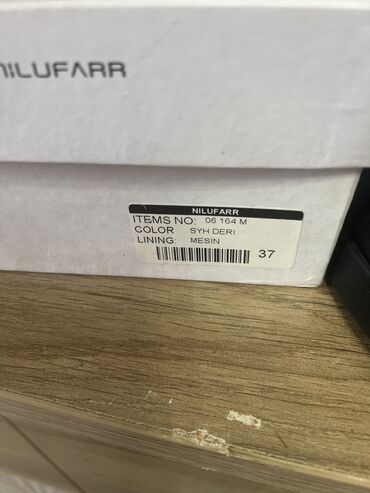 NILUFARR
NILUFARR
ITEMS NO: 06 164 M
COLOR SYH DERI
LINING: MESIN
37